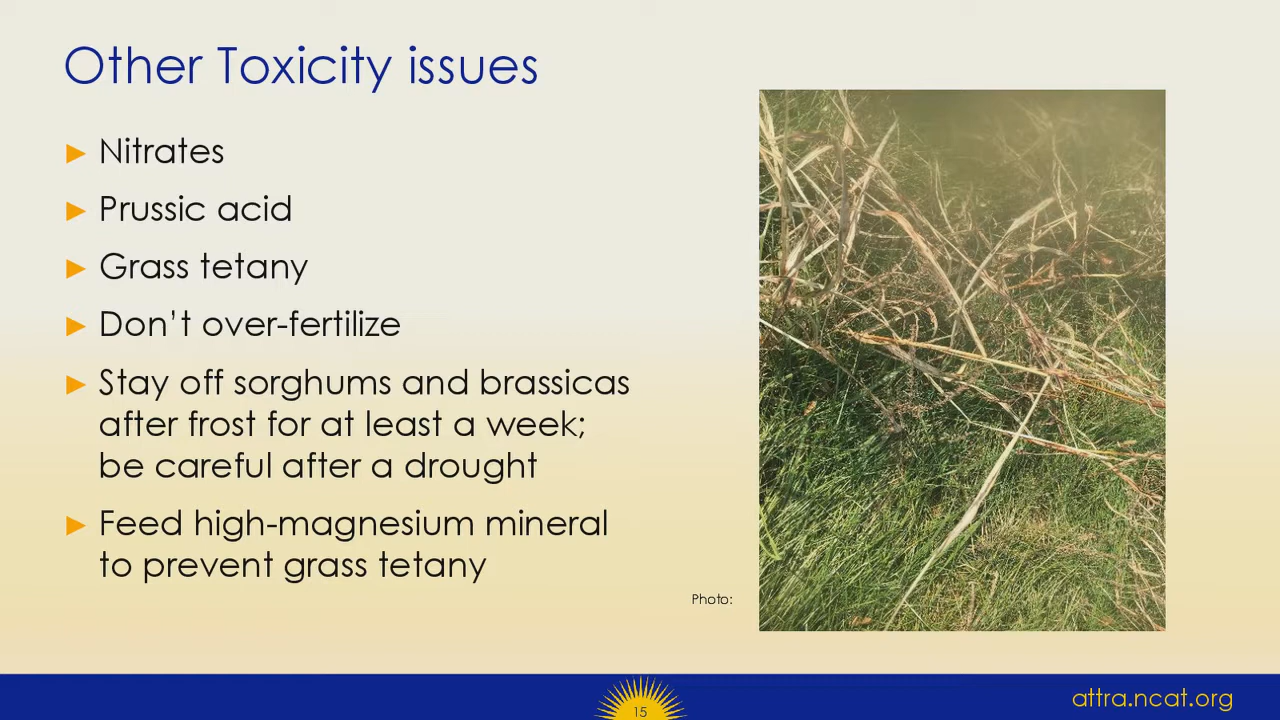 Other Toxicity issues
► Nitrates
► Prussic acid
► Grass tetany
► Don’t over-fertilize
► Stay off sorghums and brassicas
after frost for at least a week;
be careful after a drought
► Feed high-magnesium mineral
to prevent grass tetany
Photo:
15
attra.ncat.org